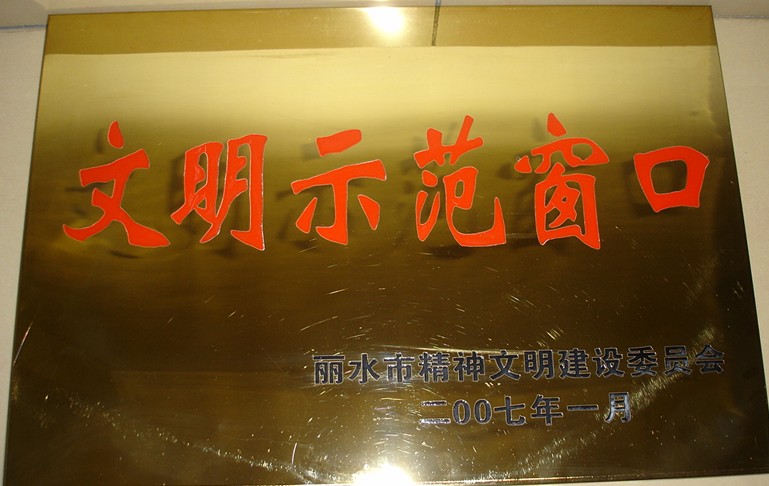 文明示范窗口
丽水市精神文明建设委员会
二00七年一月